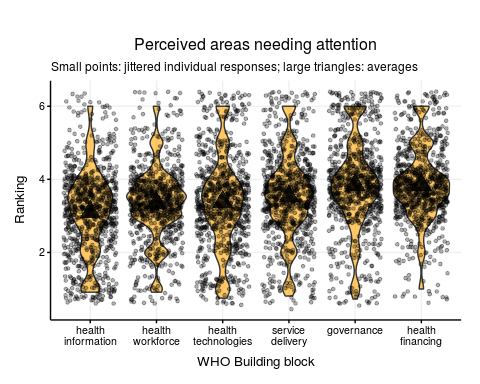 Perceived areas needing attention
Small points: jittered individual responses; large triangles: averages
6
4
2
Ranking
health
information
health
workforce
health
technologies
service
delivery
governance
health
financing
WHO Building block